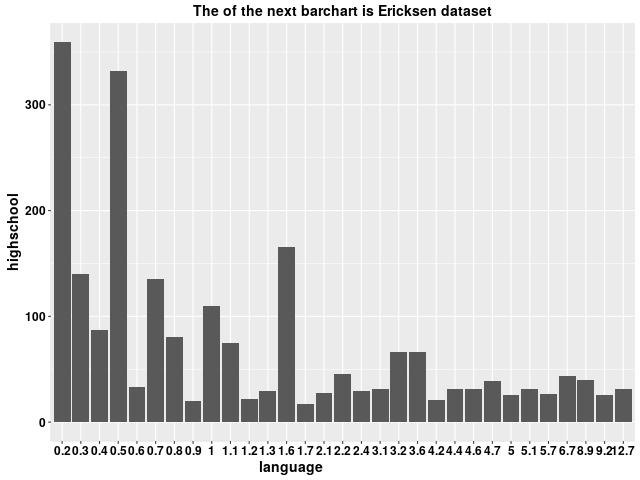 The of the next barchart is Ericksen dataset
highschool
300
200
100
0
0.2 0.3 0.4 0.5 0.6 0.7 0.8 0.9 1 1.1 1.2 1.3 1.6 1.7 2.1 2.2 2.4 3.1 3.2 3.6 4.2 4.4 4.6 4.7 5 5.1 5.7 6.7 8.9 9.2 12.7
language